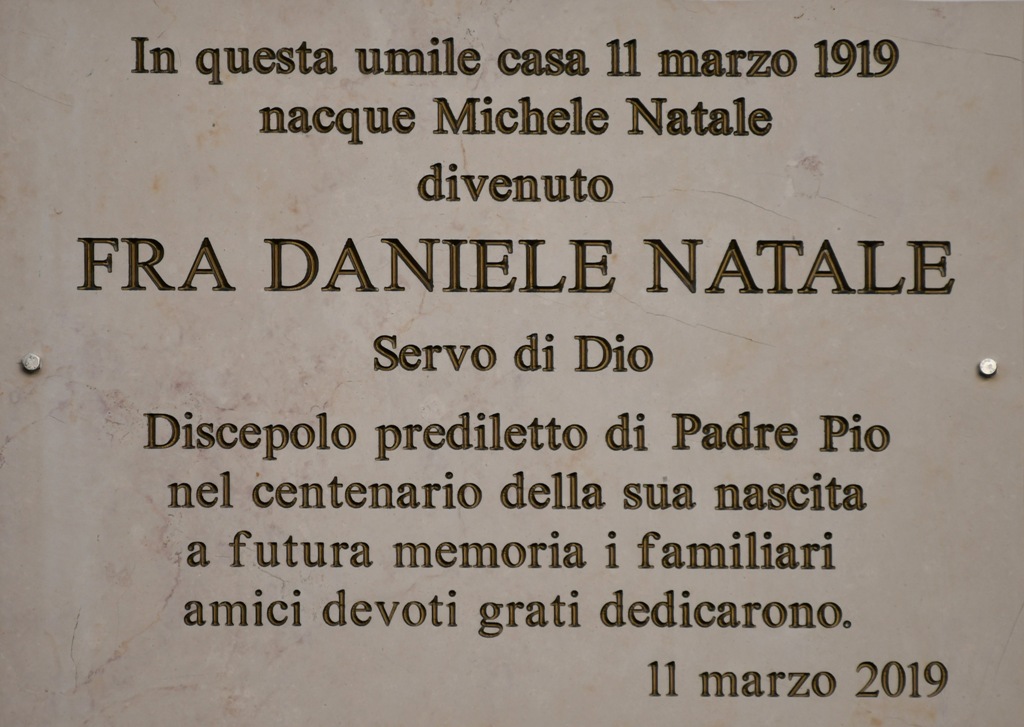 In questa umile casa 11 marzo 1919
nacque Michele Natale
divenuto
FRA DANIELE NATALE
Servo di Dio
Discepolo prediletto di Padre Pio
nel centenario della sua nascita
a futura memoria i familiari
amici devoti grati dedicarono.
11 marzo 2019